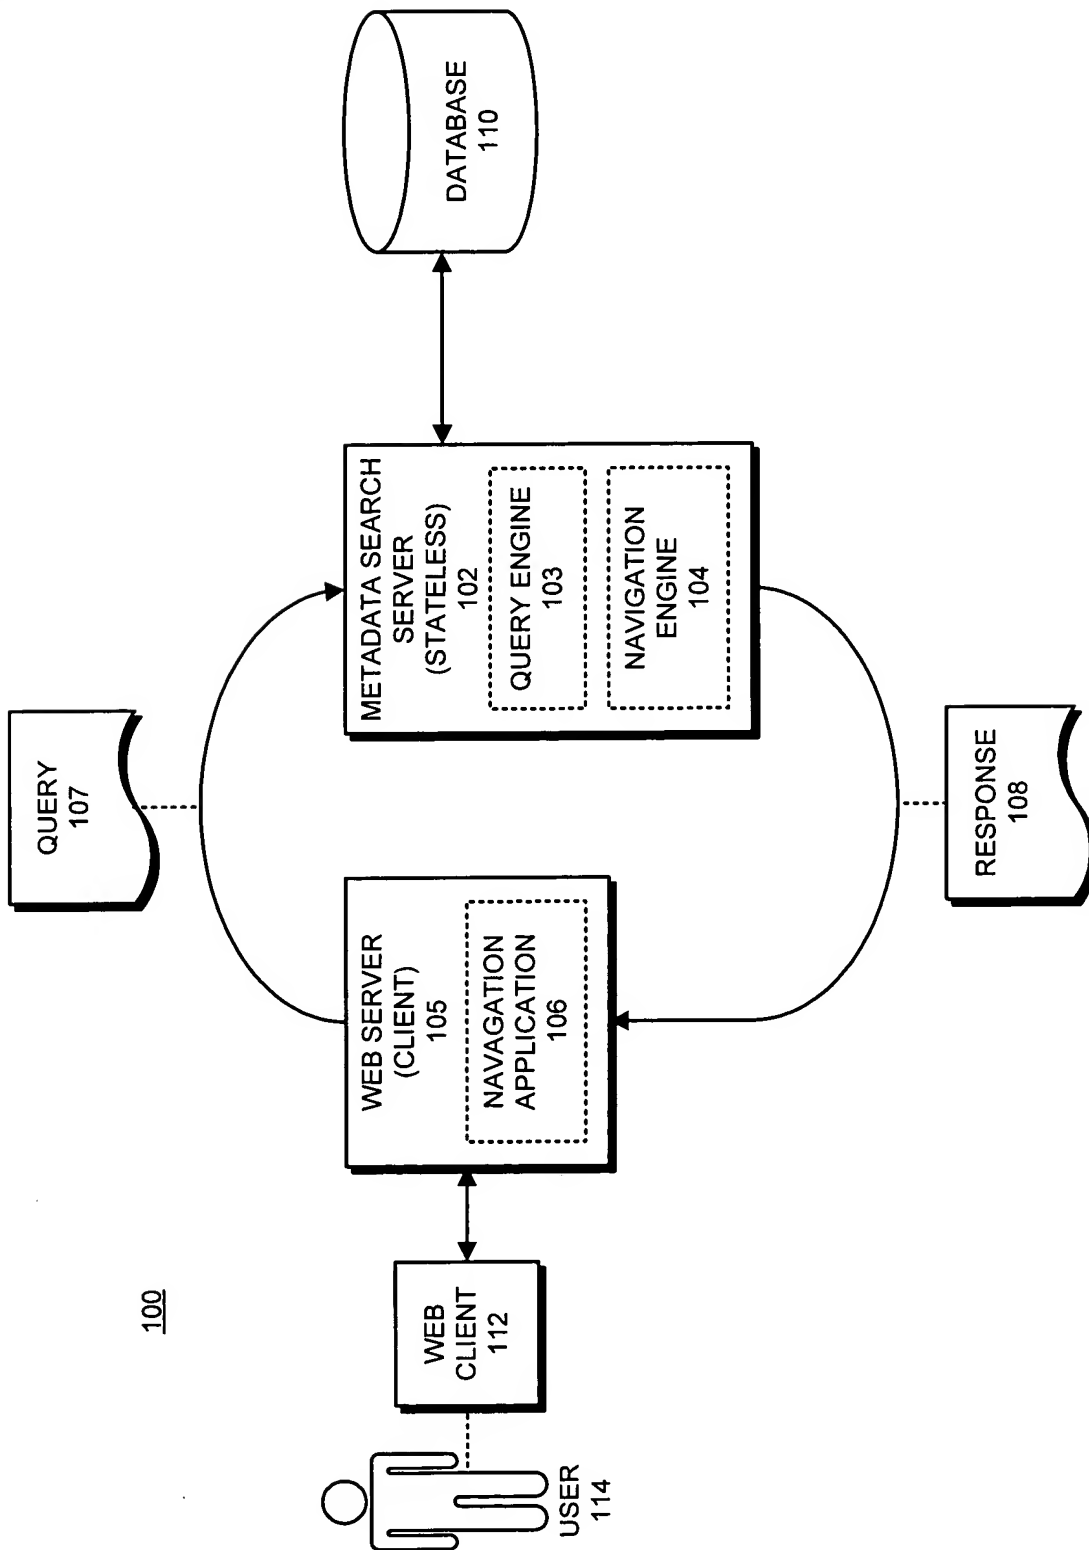 100
QUERY
107
USER
114
WEB
CLIENT
112
WEB SERVER
(CLIENT)
105
NAVAGATION
APPLICATION
106
METADATA SEARCH
SERVER
(STATELESS)
102
QUERY ENGINE
103
NAVIGATION
ENGINE
104
DATABASE
110
RESPONSE
108